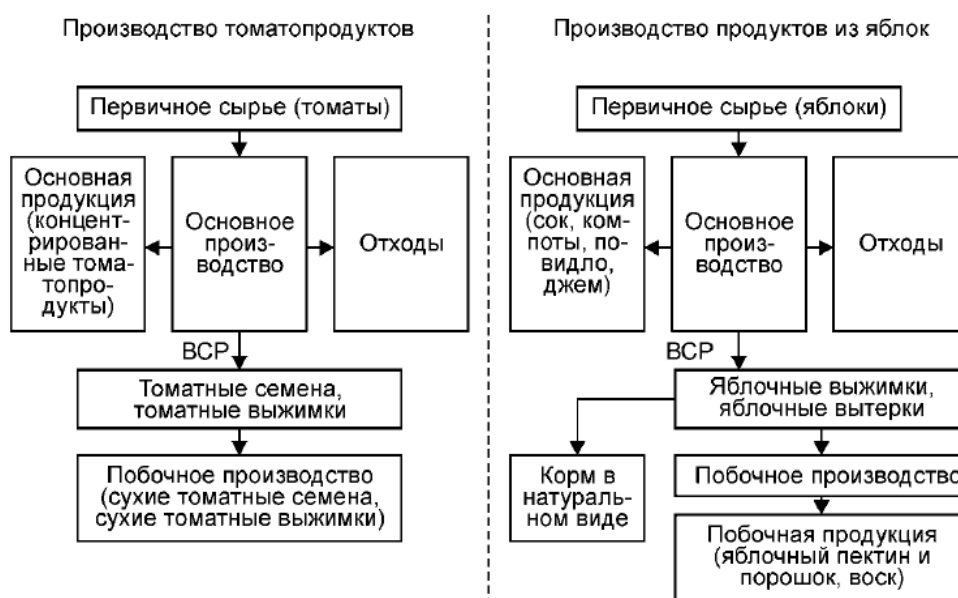 Производство томатопродуктов
Первичное сырье (томаты)
Основная
продукция
(концент-
рирован-
ные тома-
топро-
дукты)
Основное
произ-
водство
Отходы
ВСР
Томатные семена,
томатные выжимки
Побочное производство
(сухие томатные семена,
сухие томатные выжимки)
Производство продуктов из яблок
Первичное сырье (яблоки)
Основная
продукция
(сок, ком-
поты, по-
видло,
джем)
Основное
произ-
водство
Отходы
ВСР
Яблочные выжимки,
яблочные вытерки
Корм в
натураль-
ном виде
Побочное производство
Побочная продукция
(яблочный пектин и
порошок, воск)